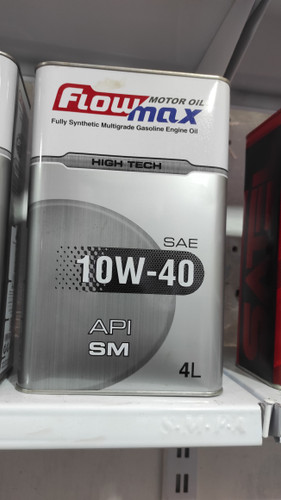 Flow MOTOR OIL
max
Fully Synthetic Multigrade Gasoline Engine Oil
HIGH TECH
SAE
10W-40
API
SM
4L